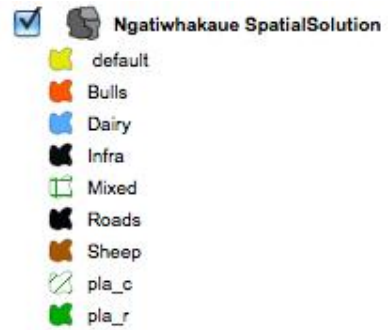 Ngatiwhakaue SpatialSolution
default
Bulls
Dairy
Infra
Mixed
Roads
Sheep
pla_c
pla_r